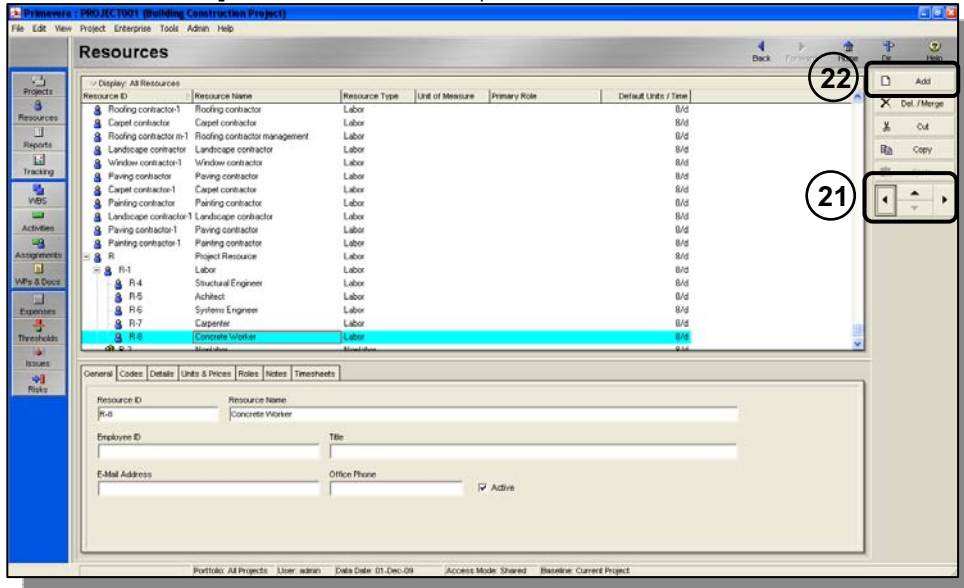 Primavera : PROJECT001 (Building Construction Project)
File Edit View Project Enterprise Tools Admin Help
Resources
Back Forward Home Dir. Help
Display: All Resources
Resource ID Resource Name Resource Type Unit of Measure Primary Role Default Units / Time
Roofing contractor-1 Roofing contractor Labor 8/d
Carpet contractor Carpet contractor Labor 8/d
Roofing contractor m-1 Roofing contractor management Labor 8/d
Landscape contractor Landscape contractor Labor 8/d
Window contractor-1 Window contractor Labor 8/d
Paving contractor Paving contractor Labor 8/d
Carpet contractor-1 Carpet contractor Labor 8/d
Painting contractor Painting contractor Labor 8/d
Landscape contractor-1 Landscape contractor Labor 8/d
Paving contractor-1 Paving contractor Labor 8/d
Painting contractor-1 Painting contractor Labor 8/d
R Project Resource Labor 8/d
R-1 Labor Labor 8/d
R-4 Structural Engineer Labor 8/d
R-5 Achitect Labor 8/d
R-6 Systems Engineer Labor 8/d
R-7 Carpenter Labor 8/d
R-8 Concrete Worker Labor 8/d
R-2 Nonlabor Nonlabor 8/d
Projects
Resources
Reports
Tracking
WBS
Activities
Assignments
WPs & Docs
Expenses
Thresholds
Issues
Risks
22
Add
Del. /Merge
Cut
Copy
21
General Codes Details Units & Prices Roles Notes Timesheets
Resource ID Resource Name
R-8 Concrete Worker
Employee ID Title
E-Mail Address Office Phone
Active
Portfolio: All Projects User: admin Data Date: 01-Dec-09 Access Mode: Shared Baseline: Current Project